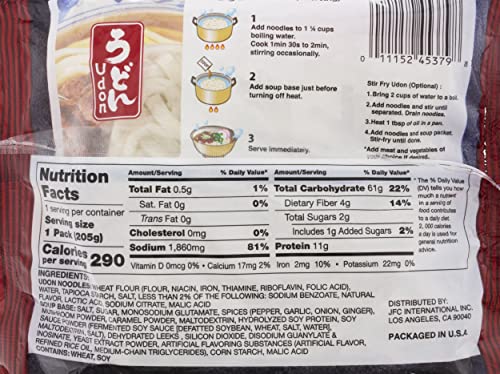 うどん
Udon
1
Add noodles to 1 ¼ cups
boiling water.
Cook 1min 30s to 2min,
stirring occasionally.
2
Add soup base just before
turning off heat.
3
Serve immediately.
0 11152 45379 8
Stir Fry Udon (Optional) :
1.Bring 2 cups of water to a boil.
2.Add noodles and stir until
separated. Drain noodles.
3.Heat 1 tbsp of oil in a pan.
4.Add noodles and soup packet.
Stir-fry until done.
*Add meat and vegetables of
your choice if desired.
Nutrition
Facts
1 serving per container
Serving size
1 Pack (205g)
Calories
per serving
290
Amount/Serving % Daily Value*
Total Fat 0.5g 1%
Sat. Fat 0g 0%
Trans Fat 0g
Cholesterol 0mg 0%
Sodium 1,860mg 81%
Amount/Serving % Daily Value*
Total Carbohydrate 61g 22%
Dietary Fiber 4g 14%
Total Sugars 2g
Includes 1g Added Sugars 2%
Protein 11g
Vitamin D 0mcg 0% • Calcium 17mg 2% Iron 2mg 10% • Potassium 22mg 0%
* The % Daily Value
(DV) tells you how
much a nutrient
in a serving of
food contributes
to a daily diet.
2,000 calories
a day is used for
general nutrition
advice.
INGREDIENTS:
UDON NOODLES: WHEAT FLOUR (FLOUR, NIACIN, IRON, THIAMINE, RIBOFLAVIN, FOLIC ACID),
WATER, TAPIOCA STARCH, SALT, LESS THAN 2% OF THE FOLLOWING: SODIUM BENZOATE, NATURAL
FLAVOR, LACTIC ACID, SODIUM CITRATE, MALIC ACID
SOUP BASE: SALT, SUGAR, MONOSODIUM GLUTAMATE, SPICES (PEPPER, GARLIC, ONION, GINGER),
MUSHROOM POWDER, CARAMEL POWDER, MALTODEXTRIN, HYDROLYZED SOY PROTEIN, SOY
SAUCE POWDER (FERMENTED SOY SAUCE [DEFATTED SOYBEAN, WHEAT, SALT, WATER],
MALTODEXTRIN, SALT), DEHYDRATED LEEKS , SILICON DIOXIDE, DISODIUM GUANYLATE &
INOSINATE, YEAST EXTRACT POWDER, ARTIFICIAL FLAVORING SUBSTANCES (ARTIFICIAL FLAVOR,
REFINED RICE OIL, MEDIUM-CHAIN TRIGLYCERIDES), CORN STARCH, MALIC ACID
CONTAINS: WHEAT, SOY
DISTRIBUTED BY:
JFC INTERNATIONAL INC.
LOS ANGELES, CA 90040
PACKAGED IN U.S.A